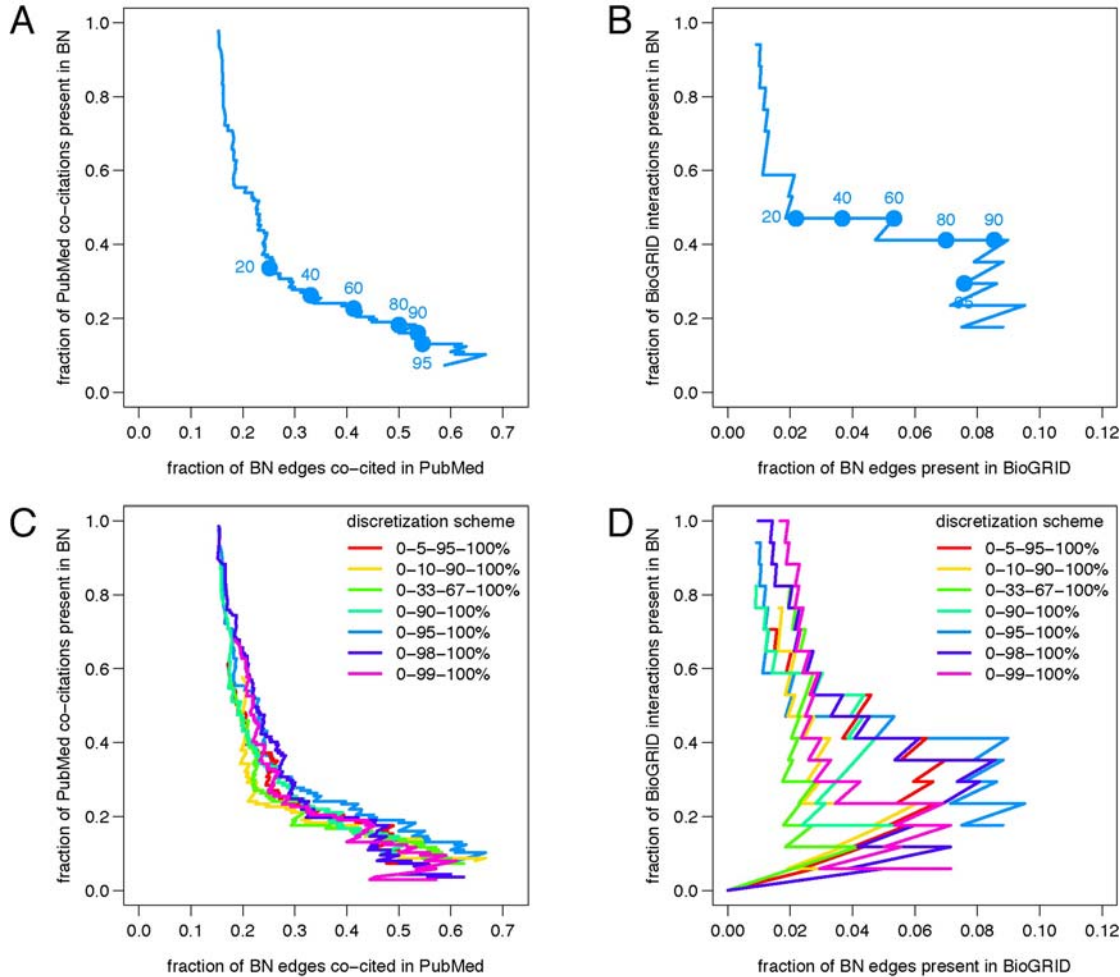 A
fraction of PubMed co-citations present in BN
1.0
0.8
0.6
0.4
0.2
0.0
20
40
60
80
90
95
0.0 0.1 0.2 0.3 0.4 0.5 0.6 0.7
fraction of BN edges co-cited in PubMed
B
fraction of BioGRID interactions present in BN
1.0
0.8
0.6
0.4
0.2
0.0
20
40
60
80
90
95
0.00 0.02 0.04 0.06 0.08 0.10 0.12
fraction of BN edges present in BioGRID
C
fraction of PubMed co-citations present in BN
1.0
0.8
0.6
0.4
0.2
0.0
discretization scheme
0-5-95-100%
0-10-90-100%
0-33-67-100%
0-90-100%
0-95-100%
0-98-100%
0-99-100%
0.0 0.1 0.2 0.3 0.4 0.5 0.6 0.7
fraction of BN edges co-cited in PubMed
D
fraction of BioGRID interactions present in BN
1.0
0.8
0.6
0.4
0.2
0.0
discretization scheme
0-5-95-100%
0-10-90-100%
0-33-67-100%
0-90-100%
0-95-100%
0-98-100%
0-99-100%
0.00 0.02 0.04 0.06 0.08 0.10 0.12
fraction of BN edges present in BioGRID